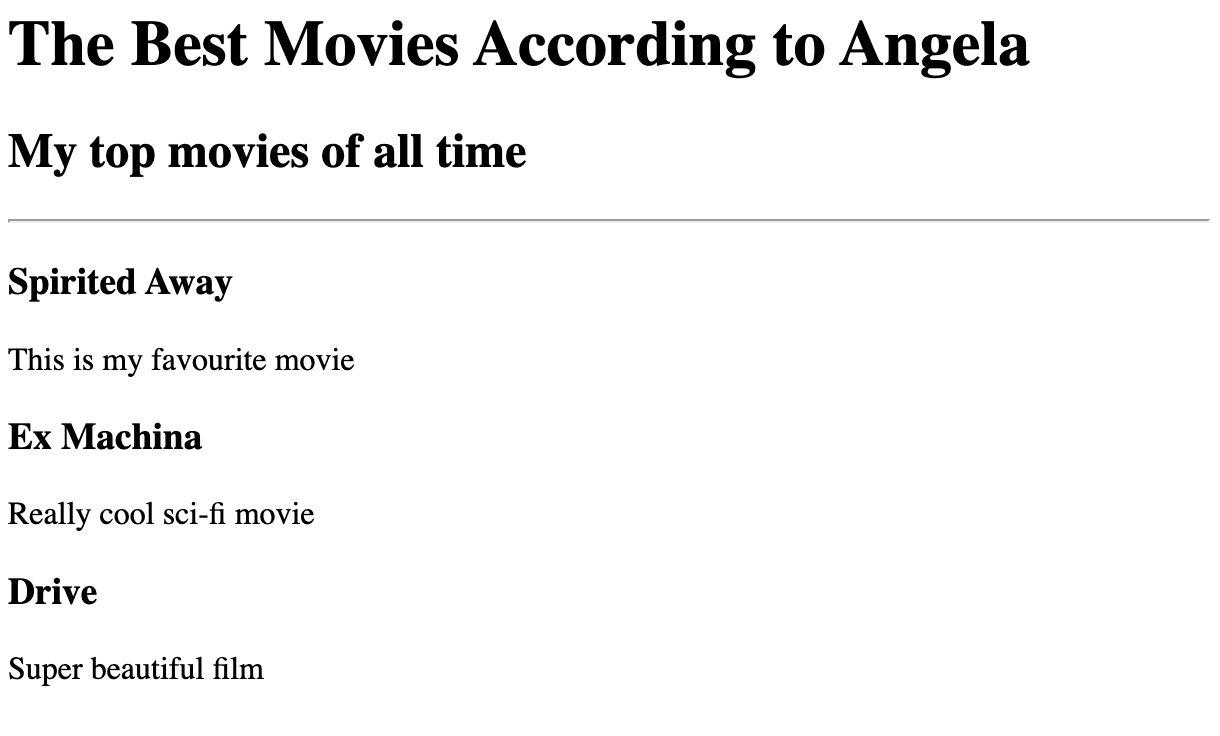 The Best Movies According to Angela
My top movies of all time
Spirited Away
This is my favourite movie
Ex Machina
Really cool sci-fi movie
Drive
Super beautiful film